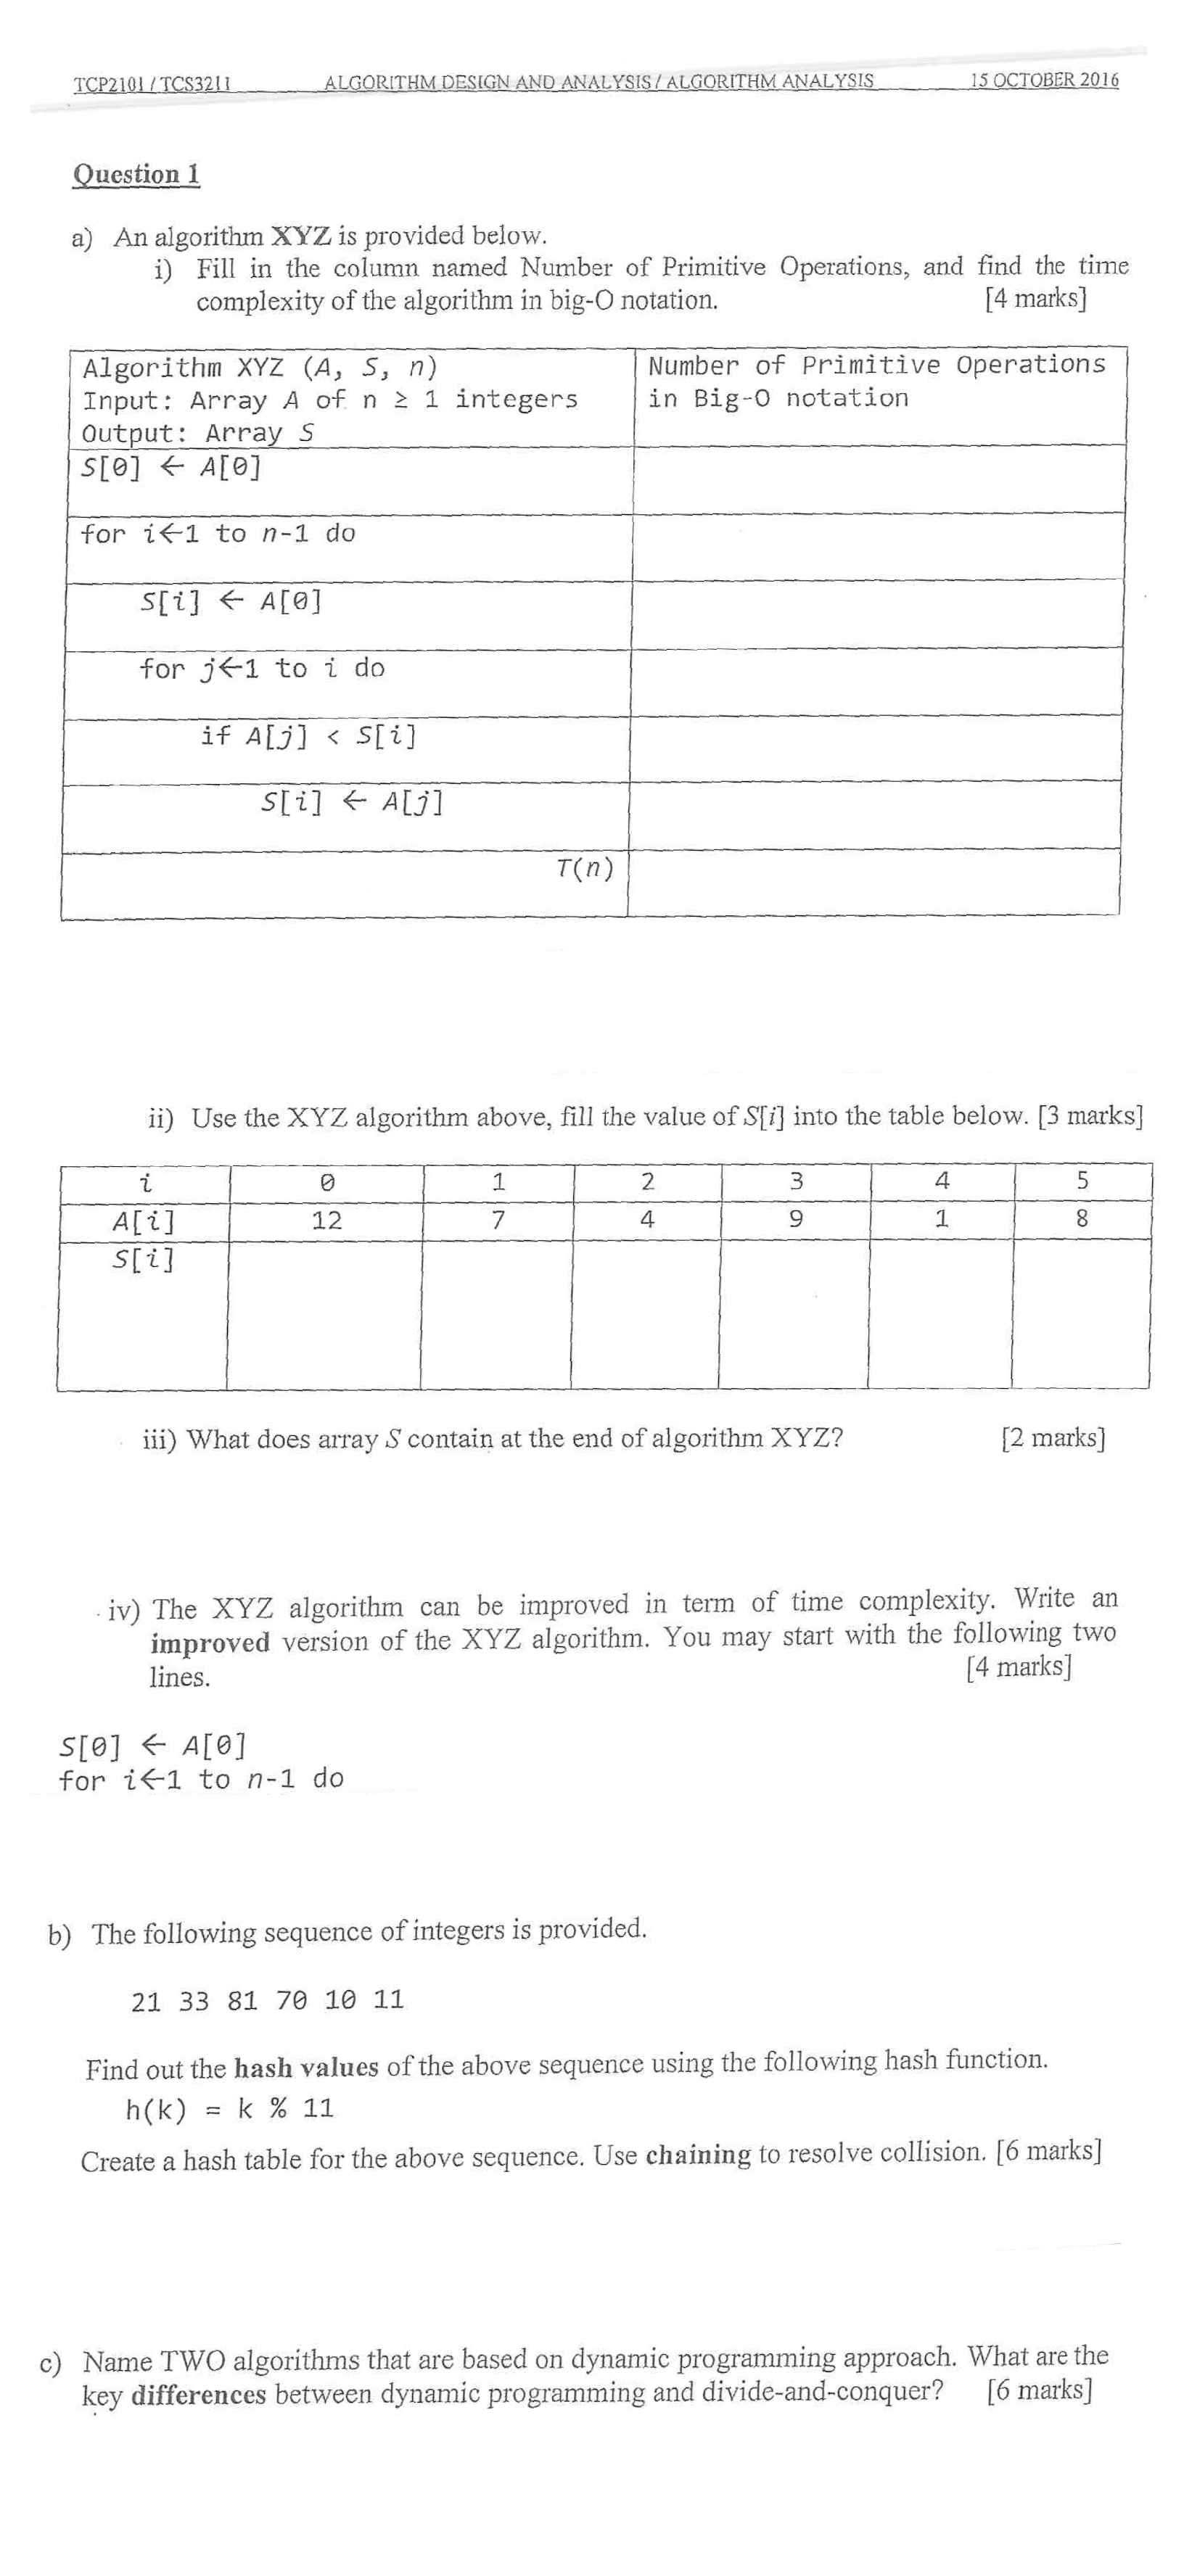 TCP2101 / TCS3211 ALGORITHM DESIGN AND ANALYSIS / ALGORITHM ANALYSIS 15 OCTOBER 2016
Question 1
a) An algorithm XYZ is provided below.
i) Fill in the column named Number of Primitive Operations, and find the time
complexity of the algorithm in big-O notation. [4 marks]
Algorithm XYZ (A, S, n) Number of Primitive Operations
Input: Array A of n ≥ 1 integers in Big-O notation
Output: Array S
S[0] ← A[0]
for i←1 to n-1 do
S[i] ← A[0]
for j←1 to i do
if A[j] < S[i]
S[i] ← A[j]
T(n)
ii) Use the XYZ algorithm above, fill the value of S[i] into the table below. [3 marks]
i 0 1 2 3 4 5
A[i] 12 7 4 9 1 8
S[i]
iii) What does array S contain at the end of algorithm XYZ? [2 marks]
iv) The XYZ algorithm can be improved in term of time complexity. Write an
improved version of the XYZ algorithm. You may start with the following two
lines. [4 marks]
S[0] ← A[0]
for i←1 to n-1 do
b) The following sequence of integers is provided.
21 33 81 70 10 11
Find out the hash values of the above sequence using the following hash function.
h(k) = k % 11
Create a hash table for the above sequence. Use chaining to resolve collision. [6 marks]
c) Name TWO algorithms that are based on dynamic programming approach. What are the
key differences between dynamic programming and divide-and-conquer? [6 marks]